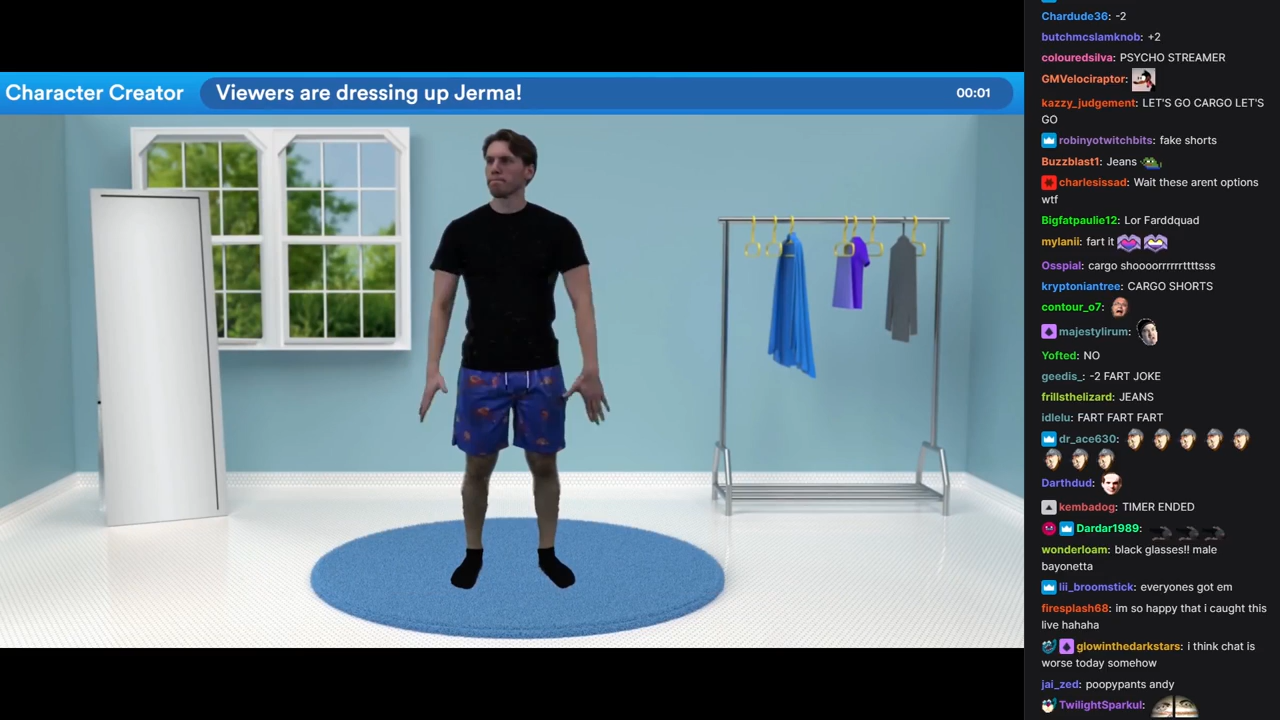 Chardude36: -2
butchmcslamknob: +2
colouredsilva: PSYCHO STREAMER
GMVelociraptor:
kazzy_judgement: LET'S GO CARGO LET'S
GO
robinyotwitchbits: fake shorts
Buzzblast1: Jeans
charlesissad: Wait these arent options
wtf
Bigfatpaulie12: Lor Farddquad
mylanii: fart it
Osspial: cargo shoooorrrrrrttttsss
kryptoniantree: CARGO SHORTS
contour_o7:
majestylirum:
Yofted: NO
geedis_: -2 FART JOKE
frillsthelizard: JEANS
idlelu: FART FART FART
dr_ace630:
Darthdud:
kembadog: TIMER ENDED
Dardar1989:
wonderloam: black glasses!! male
bayonetta
lii_broomstick: everyones got em
firesplash68: im so happy that i caught this
live hahaha
glowinthedarkstars: i think chat is
worse today somehow
jai_zed: poopypants andy
TwilightSparkul:
Character Creator
Viewers are dressing up Jerma!
00:01